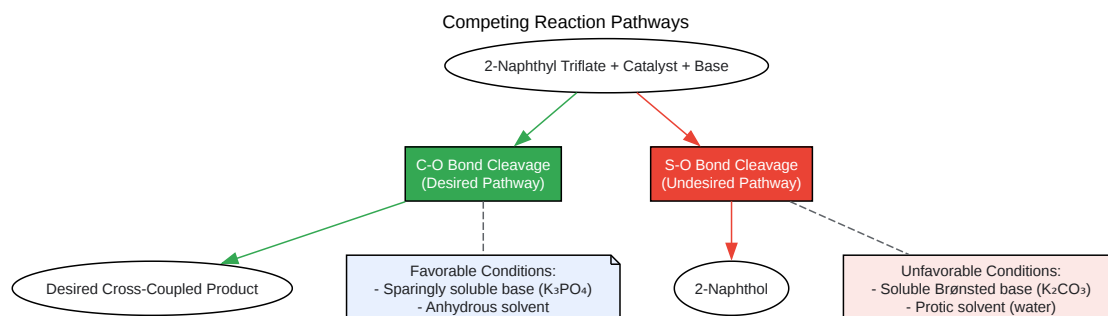 Competing Reaction Pathways
2-Naphthyl Triflate + Catalyst + Base
C-O Bond Cleavage
(Desired Pathway)
S-O Bond Cleavage
(Undesired Pathway)
Desired Cross-Coupled Product
Favorable Conditions:
- Sparingly soluble base (K₃PO₄)
- Anhydrous solvent
2-Naphthol
Unfavorable Conditions:
- Soluble Brønsted base (K₂CO₃)
- Protic solvent (water)